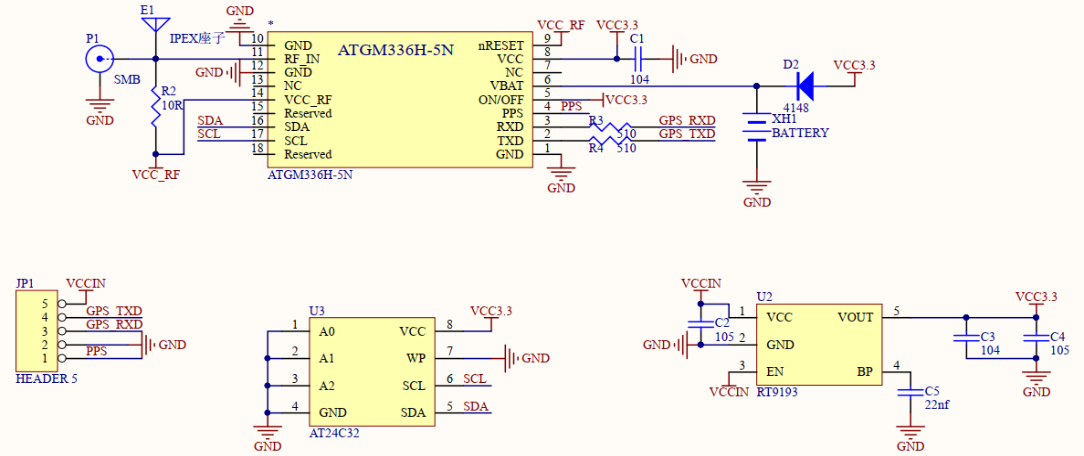 GND
*
E1
IPEX座子
P1
SMB
GND
R2
10R
VCC_RF
GND
SDA
SCL
ATGM336H-5N
10 GND
11 RF_IN
12 GND
13 NC
14 VCC_RF
15 Reserved
16 SDA
17 SCL
18 Reserved
nRESET 9
VCC 8
NC 7
VBAT 6
ON/OFF 5
PPS 4
RXD 3
TXD 2
GND 1
ATGM336H-5N
VCC_RF
VCC3.3
C1
104
GND
VCC3.3
PPS
R3 510
GPS_RXD
R4 510
GPS_TXD
GND
D2
4148
VCC3.3
XH1
BATTERY
GND
JP1
VCCIN
5
4 GPS_TXD
3 GPS_RXD
2
1 PPS
GND
HEADER 5
U3
1 A0
2 A1
3 A2
4 GND
VCC 8
WP 7
SCL 6
SDA 5
VCC3.3
GND
SCL
SDA
AT24C32
GND
VCCIN
C2
105
GND
VCCIN
U2
1 VCC
2 GND
3 EN
VOUT 5
BP 4
RT9193
C5
22nf
GND
VCC3.3
C3
104
C4
105
GND